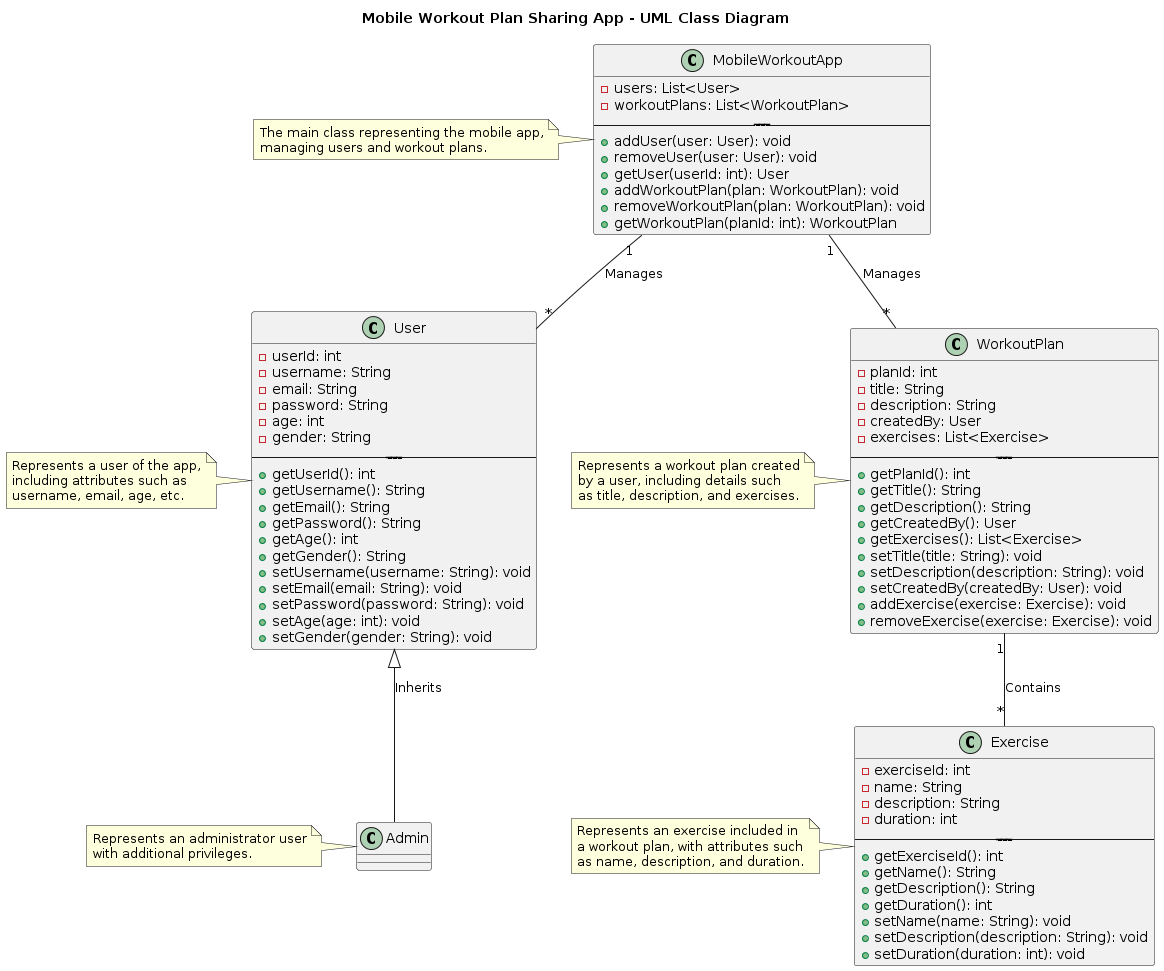 Mobile Workout Plan Sharing App - UML Class Diagram
C MobileWorkoutApp
users: List<User>
workoutPlans: List<WorkoutPlan>
addUser(user: User): void
removeUser(user: User): void
getUser(userId: int): User
addWorkoutPlan(plan: WorkoutPlan): void
removeWorkoutPlan(plan: WorkoutPlan): void
getWorkoutPlan(planId: int): WorkoutPlan
The main class representing the mobile app,
managing users and workout plans.
1
Manages
*
1
Manages
*
C User
userId: int
username: String
email: String
password: String
age: int
gender: String
getUserId(): int
getUsername(): String
getEmail(): String
getPassword(): String
getAge(): int
getGender(): String
setUsername(username: String): void
setEmail(email: String): void
setPassword(password: String): void
setAge(age: int): void
setGender(gender: String): void
Represents a user of the app,
including attributes such as
username, email, age, etc.
C WorkoutPlan
planId: int
title: String
description: String
createdBy: User
exercises: List<Exercise>
getPlanId(): int
getTitle(): String
getDescription(): String
getCreatedBy(): User
getExercises(): List<Exercise>
setTitle(title: String): void
setDescription(description: String): void
setCreatedBy(createdBy: User): void
addExercise(exercise: Exercise): void
removeExercise(exercise: Exercise): void
Represents a workout plan created
by a user, including details such
as title, description, and exercises.
Inherits
1
Contains
*
C Admin
Represents an administrator user
with additional privileges.
C Exercise
exerciseId: int
name: String
description: String
duration: int
getExerciseId(): int
getName(): String
getDescription(): String
getDuration(): int
setName(name: String): void
setDescription(description: String): void
setDuration(duration: int): void
Represents an exercise included in
a workout plan, with attributes such
as name, description, and duration.